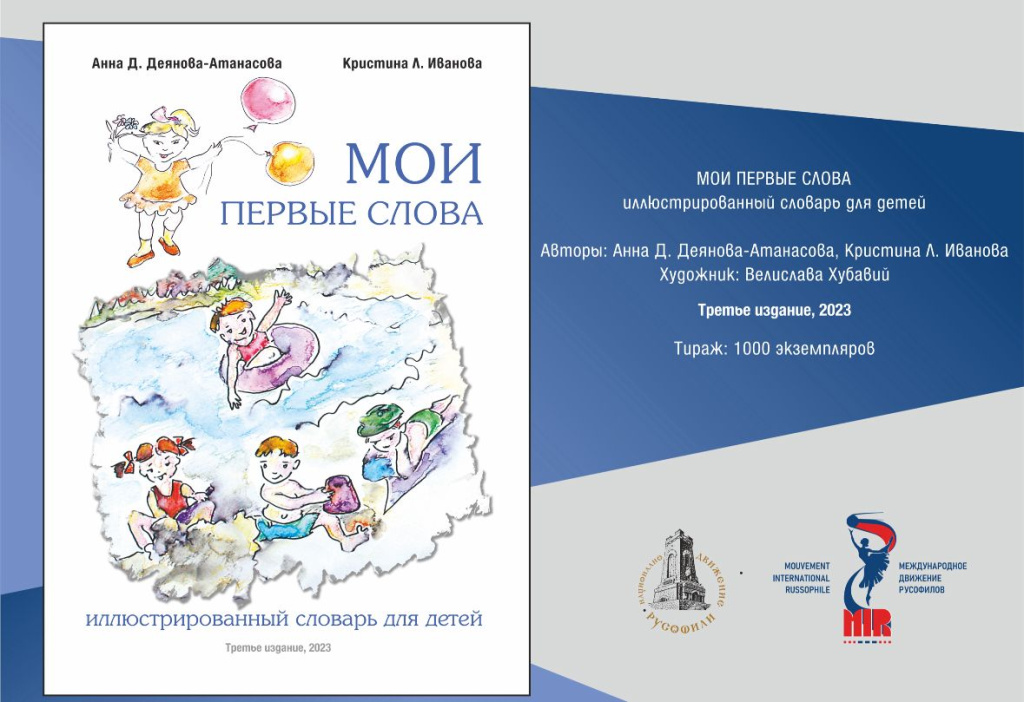 Анна Д. Деянова-Атанасова
Кристина Л. Иванова
МОИ
ПЕРВЫЕ СЛОВА
иллюстрированный словарь для детей
Третье издание, 2023
МОИ ПЕРВЫЕ СЛОВА
иллюстрированный словарь для детей
Авторы: Анна Д. Деянова-Атанасова, Кристина Л. Иванова
Художник: Велислава Хубавий
Третье издание, 2023
Тираж: 1000 экземпляров
НАЦИОНАЛНО ДВИЖЕНИЕ
РУСОФИЛИ
MOUVEMENT
INTERNATIONAL
RUSSOPHILE
МЕЖДУНАРОДНОЕ
ДВИЖЕНИЕ
РУСОФИЛОВ
MIR